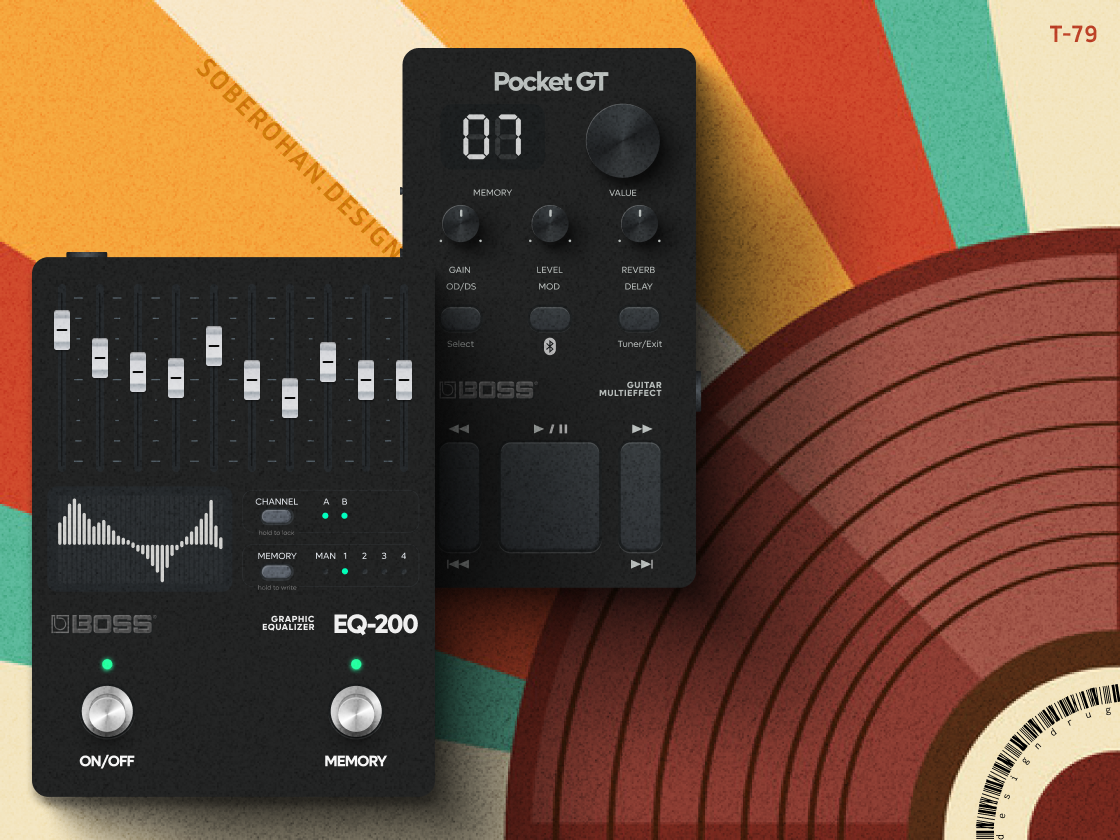 T-79
SOBEROHAN.DESIGN
Pocket GT
07
MEMORY VALUE
GAIN LEVEL REVERB
OD/DS MOD DELAY
Select Tuner/Exit
BOSS
GUITAR
MULTIEFFECT
CHANNEL A B
hold to lock
MEMORY MAN 1 2 3 4
hold to write
BOSS
GRAPHIC
EQUALIZER
EQ-200
ON/OFF MEMORY
designdrug